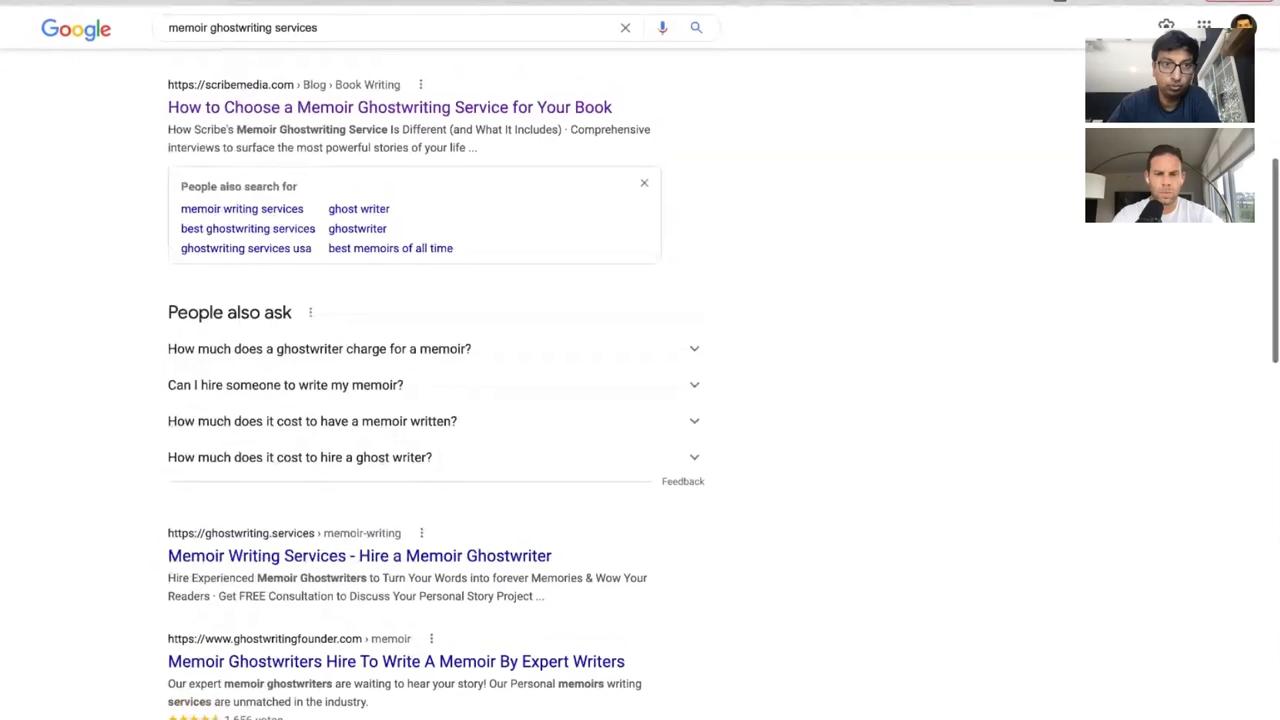 Google
memoir ghostwriting services
https://scribemedia.com › Blog › Book Writing
How to Choose a Memoir Ghostwriting Service for Your Book
How Scribe's Memoir Ghostwriting Service Is Different (and What It Includes) · Comprehensive
interviews to surface the most powerful stories of your life ...
People also search for
memoir writing services
ghost writer
best ghostwriting services
ghostwriter
ghostwriting services usa
best memoirs of all time
People also ask
How much does a ghostwriter charge for a memoir?
Can I hire someone to write my memoir?
How much does it cost to have a memoir written?
How much does it cost to hire a ghost writer?
Feedback
https://ghostwriting.services › memoir-writing
Memoir Writing Services - Hire a Memoir Ghostwriter
Hire Experienced Memoir Ghostwriters to Turn Your Words into forever Memories & Wow Your
Readers · Get FREE Consultation to Discuss Your Personal Story Project ...
https://www.ghostwritingfounder.com › memoir
Memoir Ghostwriters Hire To Write A Memoir By Expert Writers
Our expert memoir ghostwriters are waiting to hear your story! Our Personal memoirs writing
services are unmatched in the industry.